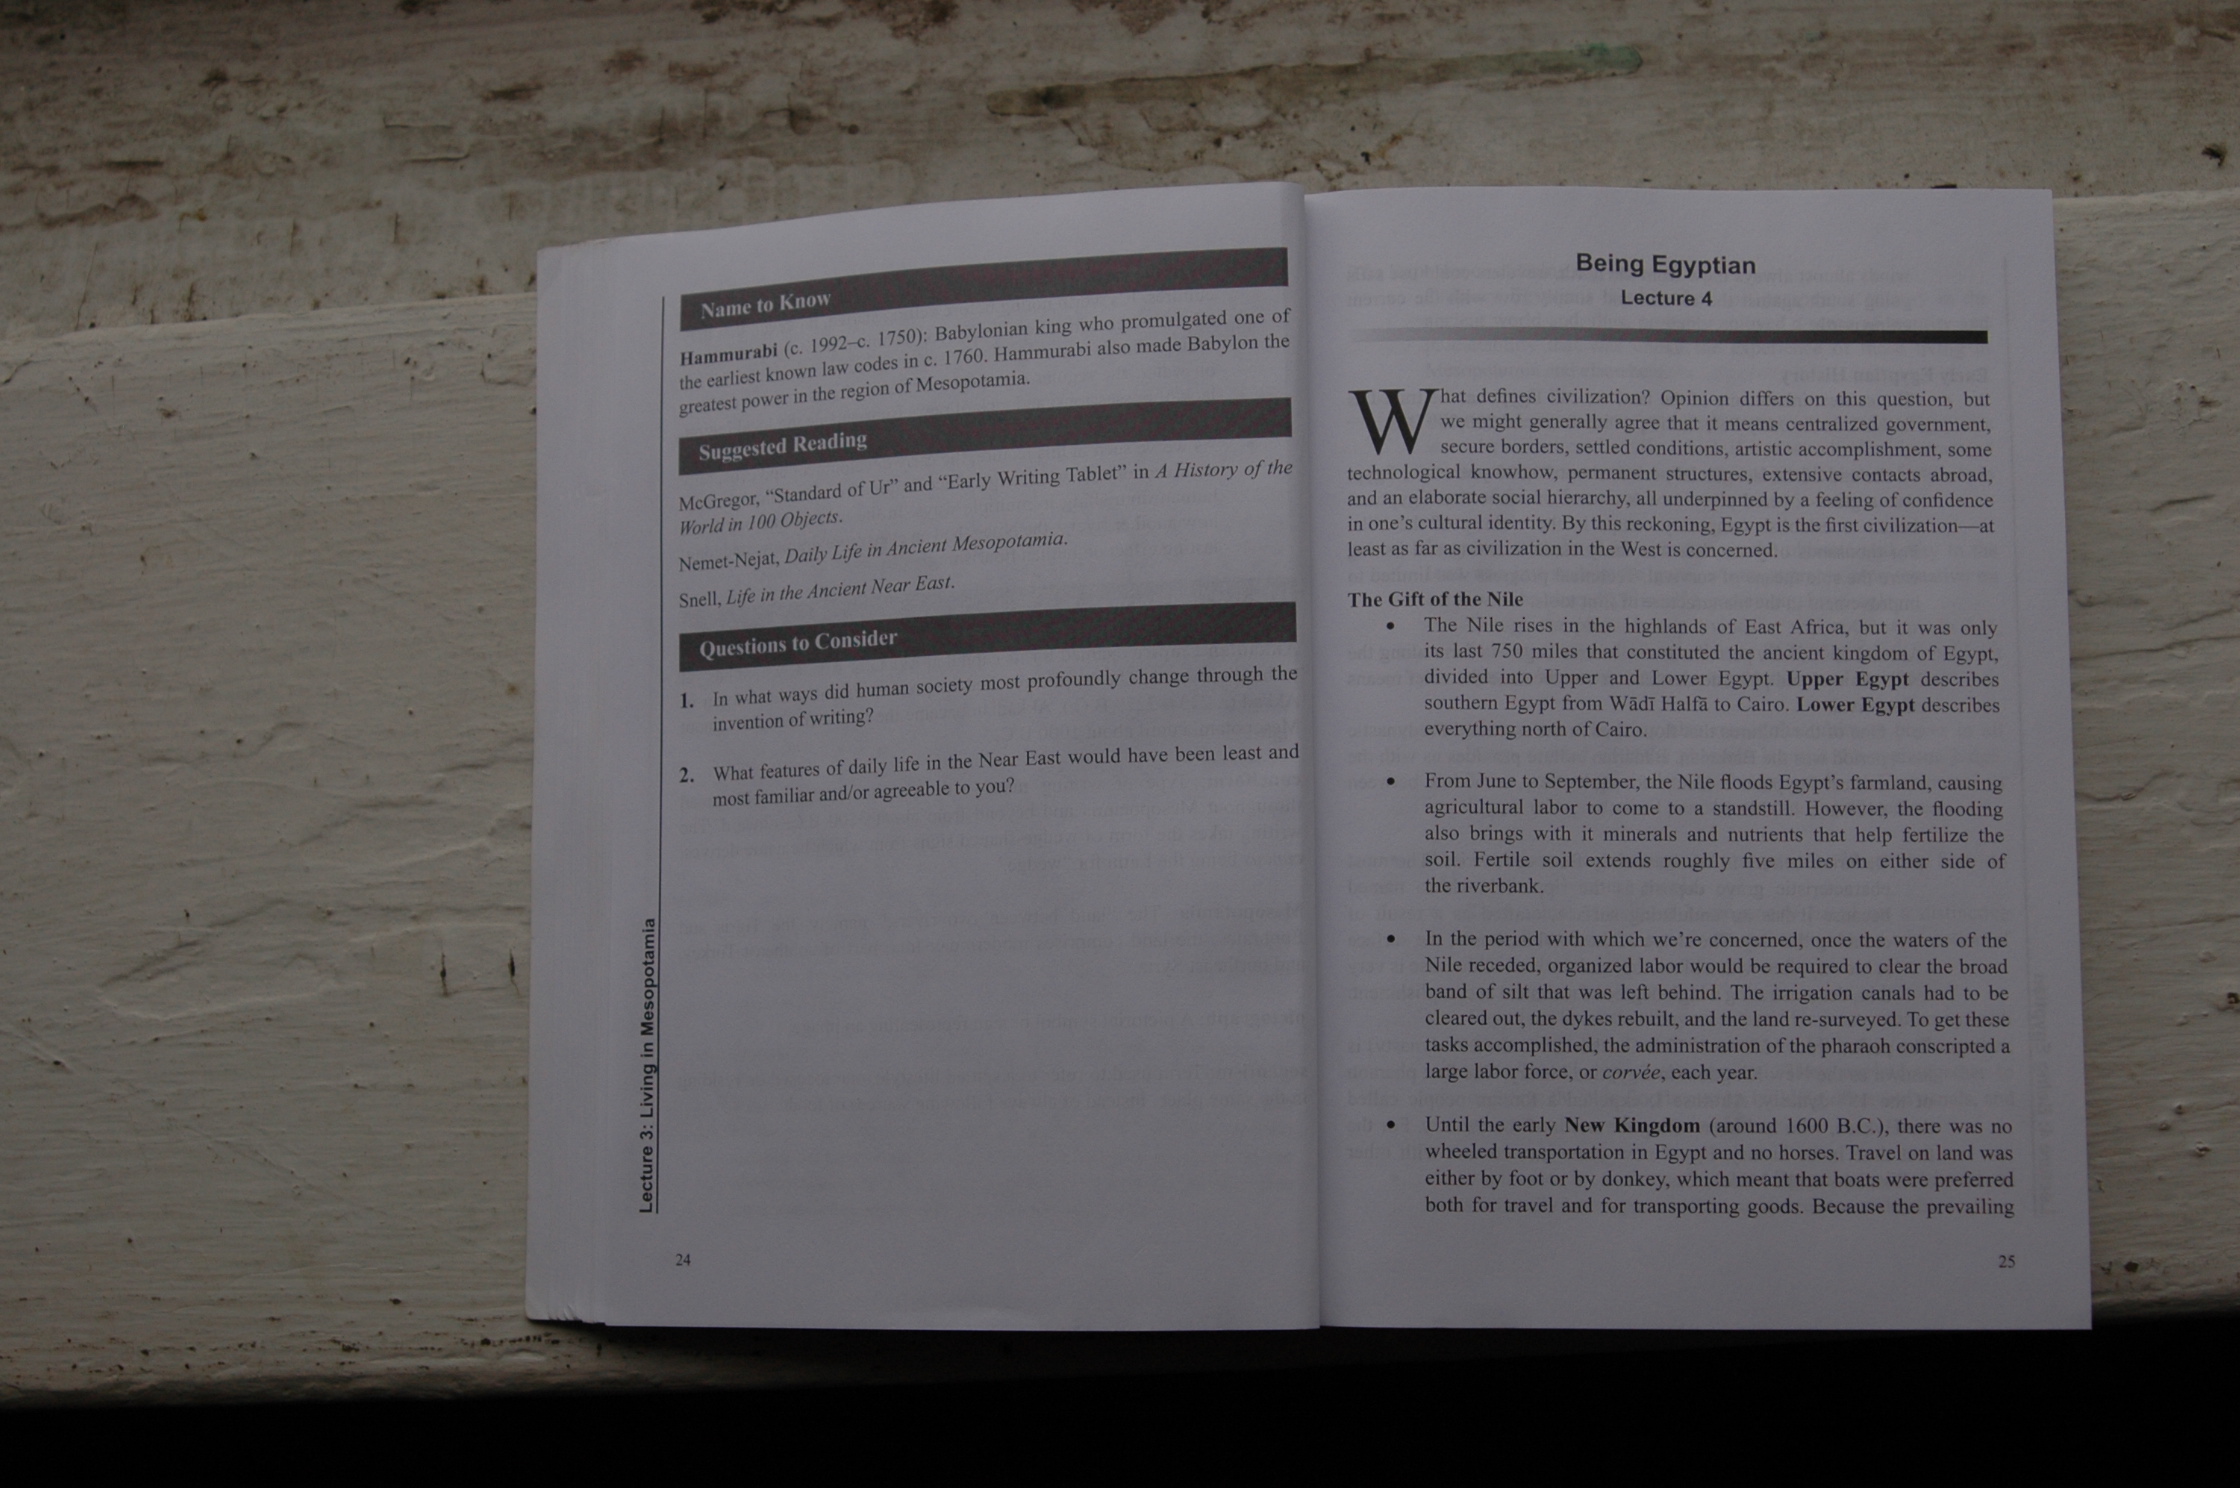 Name to Know
Hammurabi (c. 1992–c. 1750): Babylonian king who promulgated one of
the earliest known law codes in c. 1760. Hammurabi also made Babylon the
greatest power in the region of Mesopotamia.
Suggested Reading
McGregor, “Standard of Ur” and “Early Writing Tablet” in A History of the
World in 100 Objects.
Nemet-Nejat, Daily Life in Ancient Mesopotamia.
Snell, Life in the Ancient Near East.
Questions to Consider
1. In what ways did human society most profoundly change through the
invention of writing?
2. What features of daily life in the Near East would have been least and
most familiar and/or agreeable to you?
Lecture 3: Living in Mesopotamia
24
Being Egyptian
Lecture 4
What defines civilization? Opinion differs on this question, but
we might generally agree that it means centralized government,
secure borders, settled conditions, artistic accomplishment, some
technological knowhow, permanent structures, extensive contacts abroad,
and an elaborate social hierarchy, all underpinned by a feeling of confidence
in one’s cultural identity. By this reckoning, Egypt is the first civilization—at
least as far as civilization in the West is concerned.
The Gift of the Nile
• The Nile rises in the highlands of East Africa, but it was only
its last 750 miles that constituted the ancient kingdom of Egypt,
divided into Upper and Lower Egypt. Upper Egypt describes
southern Egypt from Wādī Halfā to Cairo. Lower Egypt describes
everything north of Cairo.
• From June to September, the Nile floods Egypt’s farmland, causing
agricultural labor to come to a standstill. However, the flooding
also brings with it minerals and nutrients that help fertilize the
soil. Fertile soil extends roughly five miles on either side of
the riverbank.
• In the period with which we’re concerned, once the waters of the
Nile receded, organized labor would be required to clear the broad
band of silt that was left behind. The irrigation canals had to be
cleared out, the dykes rebuilt, and the land re-surveyed. To get these
tasks accomplished, the administration of the pharaoh conscripted a
large labor force, or corvée, each year.
• Until the early New Kingdom (around 1600 B.C.), there was no
wheeled transportation in Egypt and no horses. Travel on land was
either by foot or by donkey, which meant that boats were preferred
both for travel and for transporting goods. Because the prevailing
25